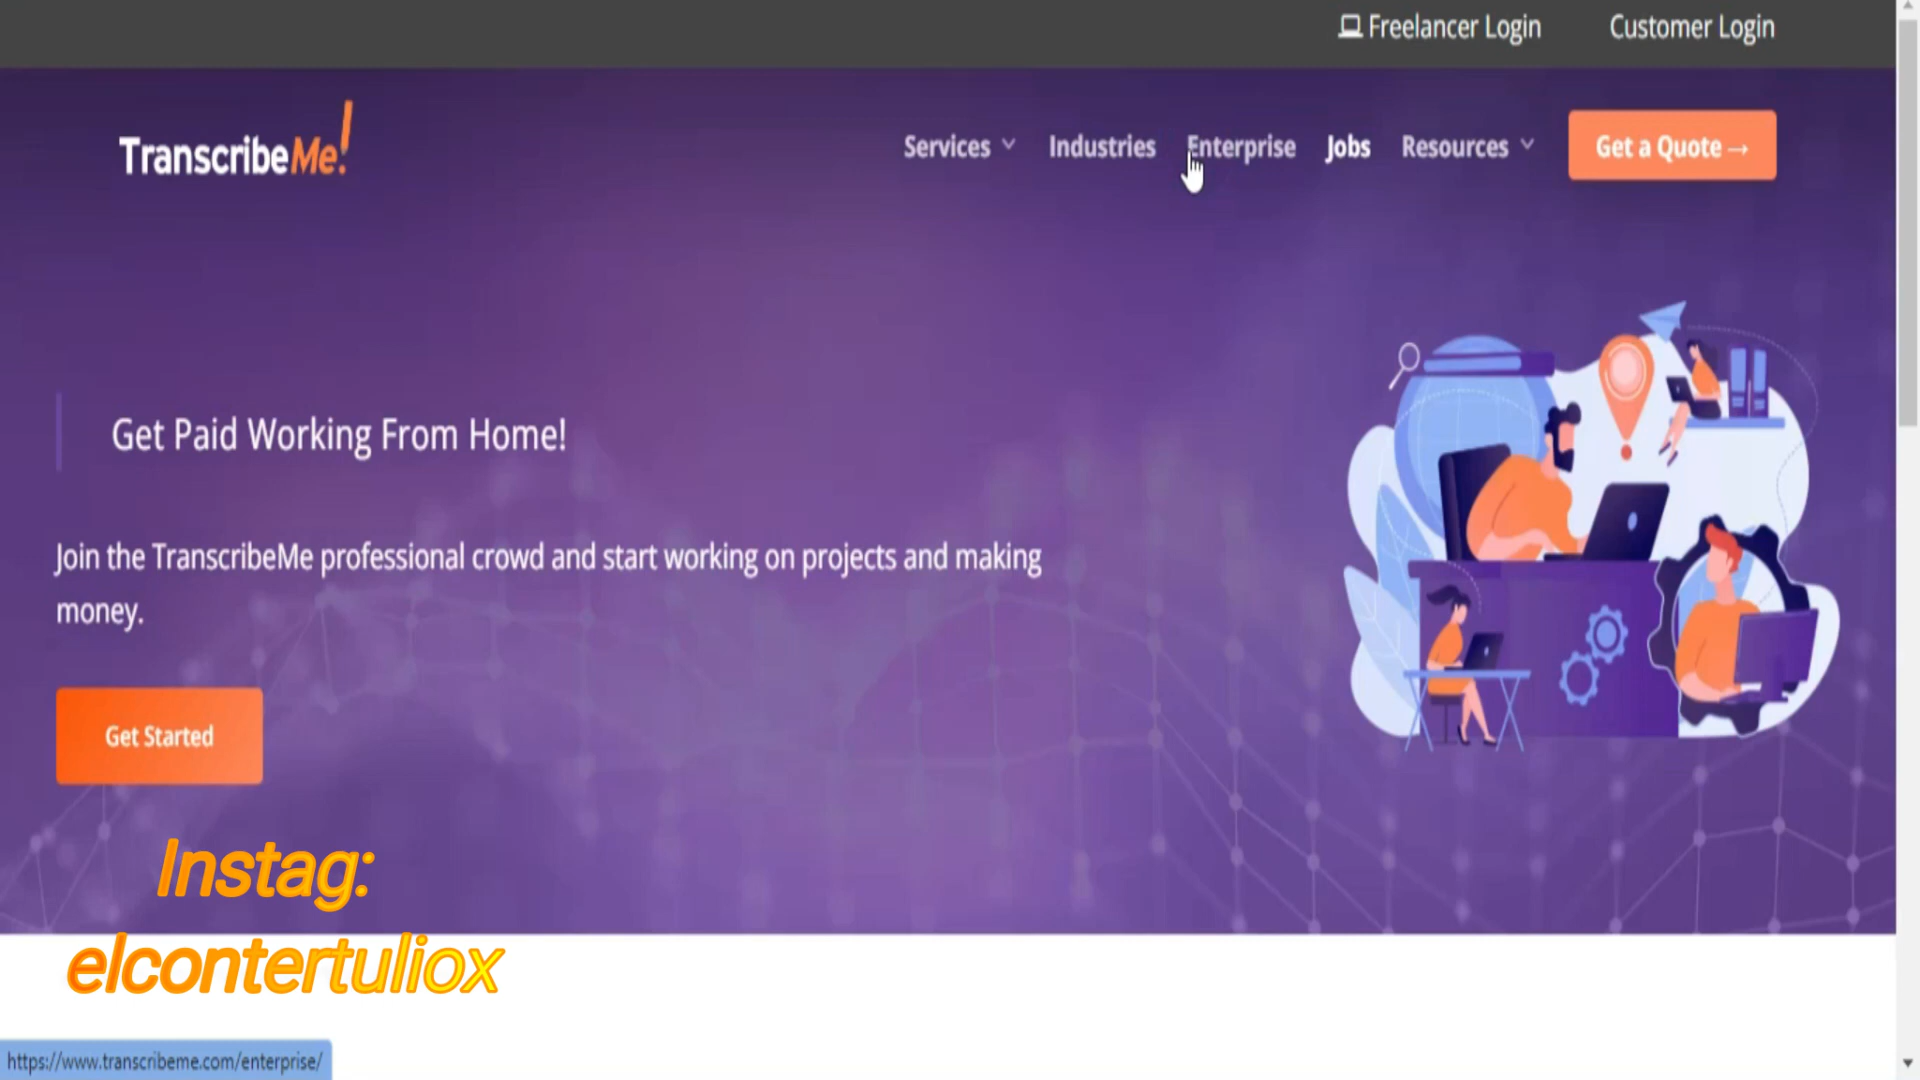 Freelancer Login Customer Login
TranscribeMe!
Services Industries Enterprise Jobs Resources Get a Quote →
Get Paid Working From Home!
Join the TranscribeMe professional crowd and start working on projects and making
money.
Get Started
Instag:
elcontertuliox
https://www.transcribeme.com/enterprise/